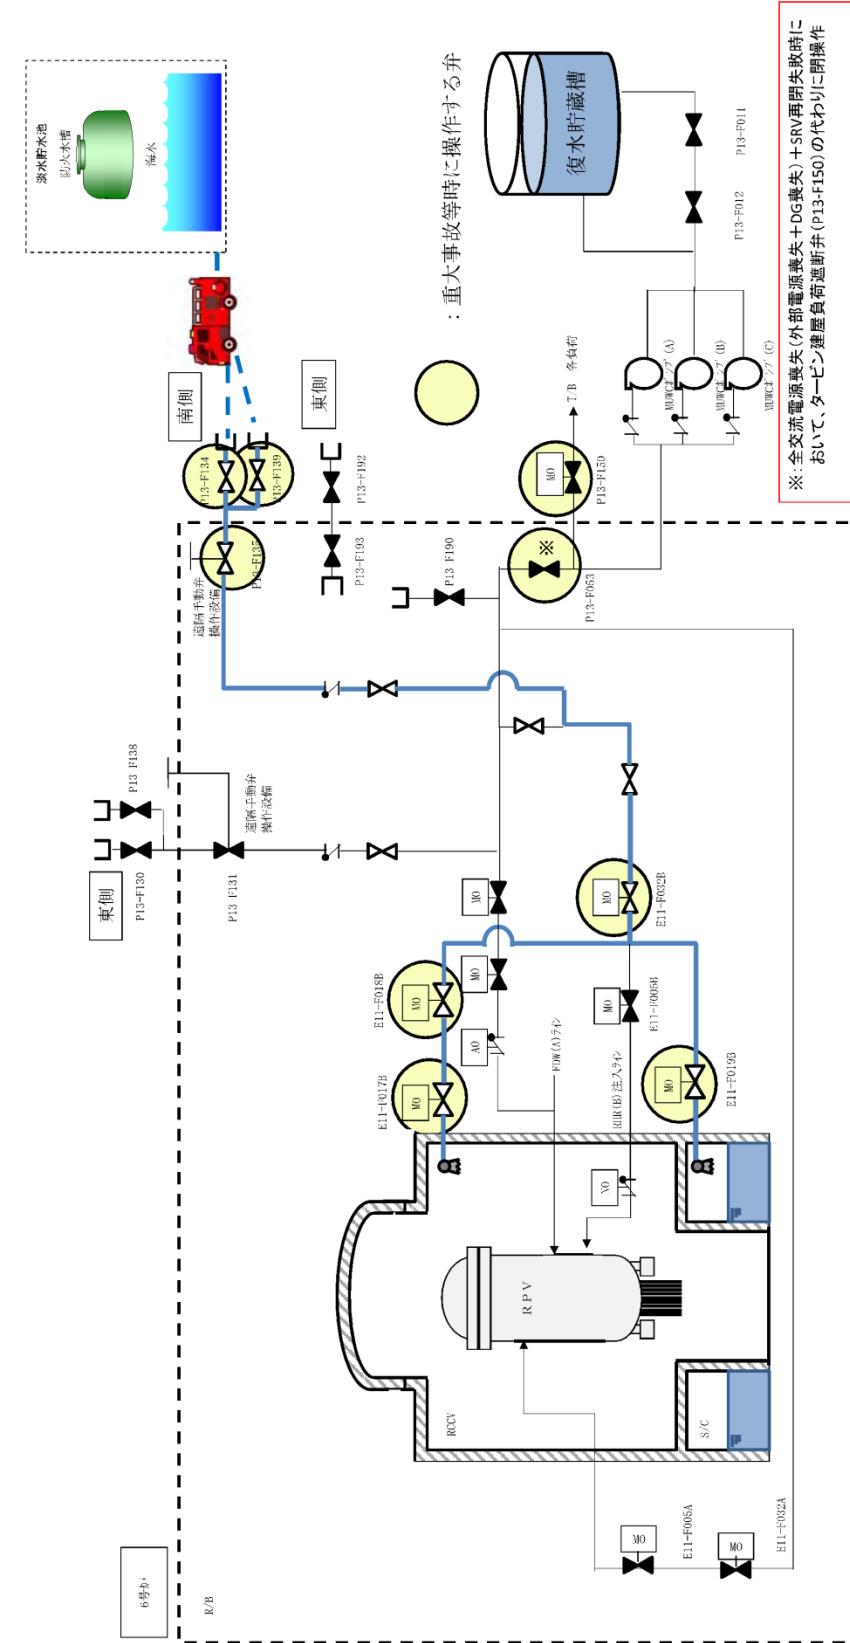 6号炉
R/B
東側
P13-F130
P13 F138
P13 F131
遠隔手動弁
操作設備
遠隔手動弁
操作設備
P13-F135
P13-F134
P13-F139
南側
東側
P13-F192
P13-F193
P13 F190
淡水貯水池
防火水槽
海水
：重大事故等時に操作する弁
復水貯蔵槽
P13-F011
P13-F012
MUWCポンプ (A)
MUWCポンプ (B)
MUWCポンプ (C)
T/B 各負荷
MO
P13-F150
※
P13-F053
MO
MO
AO
MO
E11-F018B
MO
E11-F017B
MO
E11-F032B
MO
E11-F005B
MO
E11-F019B
FDW(A)ライン
RHR(B)注入ライン
RPV
RCCV
S/C
MO
E11-F005A
MO
E11-F032A
※：全交流電源喪失(外部電源喪失＋DG喪失)＋SRV再閉失敗時に
おいて、タービン建屋負荷遮断弁(P13-F150)の代わりに閉操作